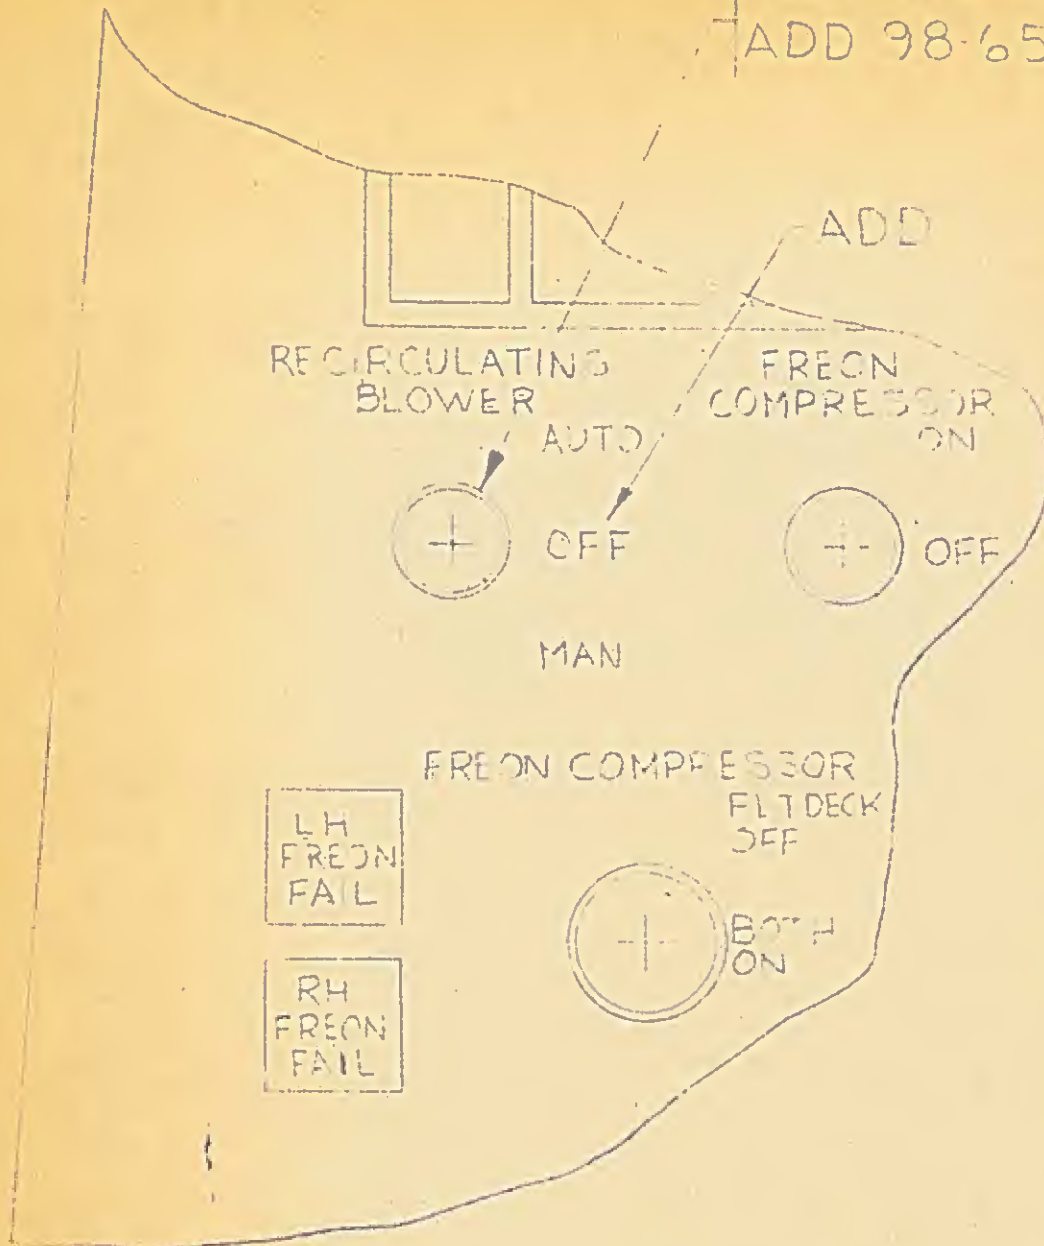 ADD 98-65
ADD
RECIRCULATING
BLOWER
FREON
COMPRESSOR
ON
AUTO
OFF
OFF
MAN
FREON COMPRESSOR
FLT DECK
OFF
LH
FREON
FAIL
BOTH
ON
RH
FREON
FAIL